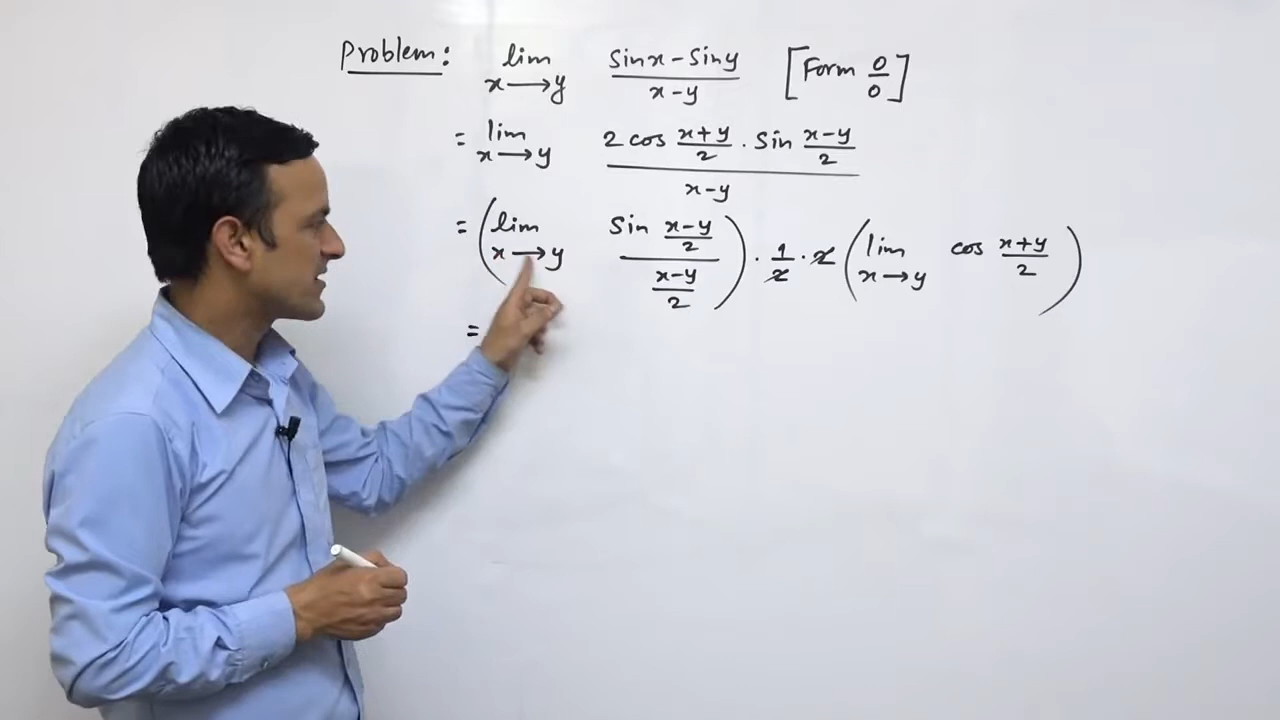 Problem: lim x→y (sinx - siny)/(x-y) [Form 0/0]
= lim x→y (2 cos (x+y)/2 . sin (x-y)/2)/(x-y)
= (lim x→y (sin (x-y)/2)/((x-y)/2)) . 1/2 . 2 (lim x→y cos (x+y)/2)
=